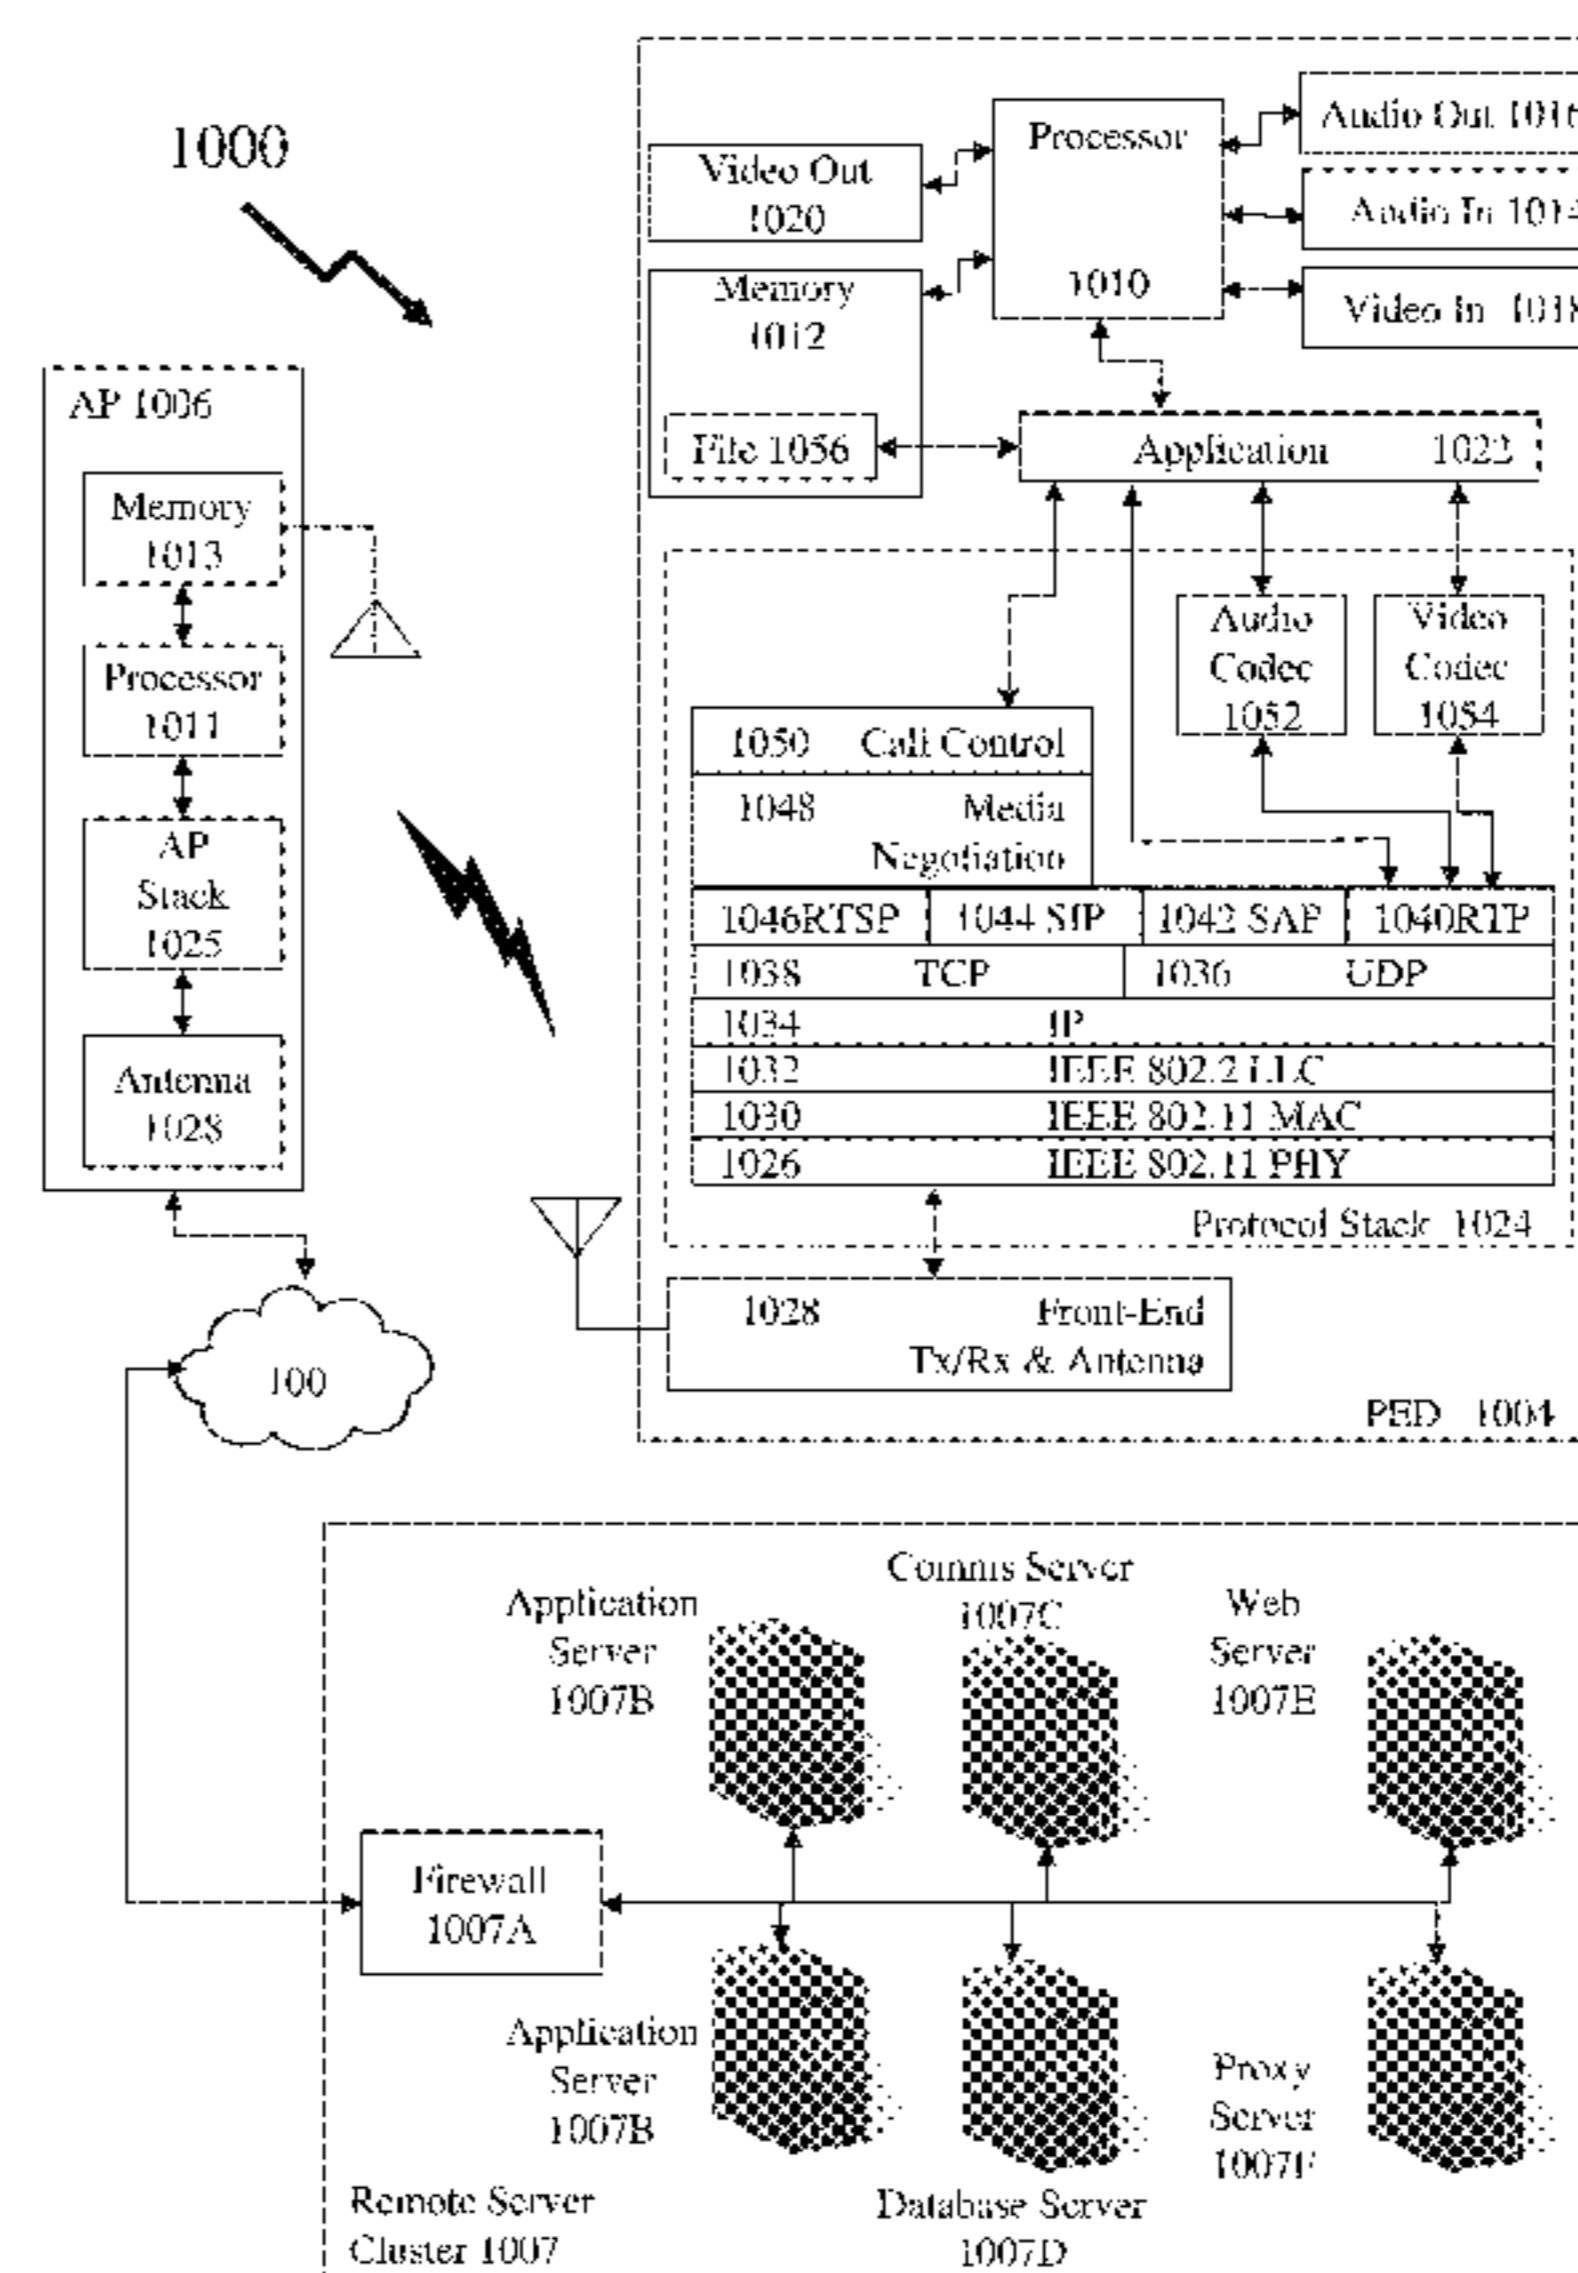 1000
Processor
1010
Audio Out 1016
Audio In 1014
Video In 1018
Video Out
1020
Memory
1012
File 1056
Application 1022
AP 1006
Memory
1013
Processor
1011
AP
Stack
1025
Antenna
1028
Audio
Codec
1052
Video
Codec
1054
1050 Call Control
1048 Media
Negotiation
1046RTSP 1044 SIP 1042 SAP 1040RTP
1038 TCP 1036 UDP
1034 IP
1032 IEEE 802.2 LLC
1030 IEEE 802.11 MAC
1026 IEEE 802.11 PHY
Protocol Stack 1024
1028 Front-End
Tx/Rx & Antenna
PED 1004
100
Application
Server
1007B
Comms Server
1007C
Web
Server
1007E
Firewall
1007A
Application
Server
1007B
Database Server
1007D
Proxy
Server
1007F
Remote Server
Cluster 1007